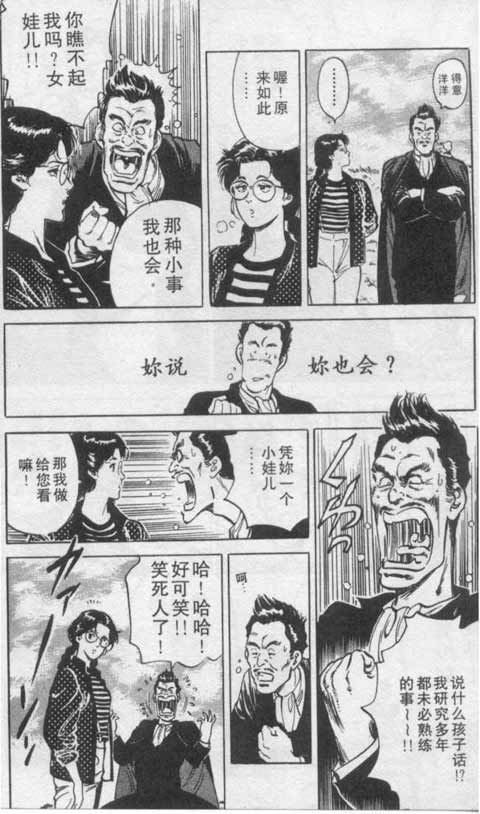 得意
洋洋
………
喔！原
来如此
……
你瞧不起
我吗？女
娃儿！！
那种小事
我也会．
妳说
妳也会？
说什么孩子话！？
我研究多年
都未必熟练
的事～～！！
凭妳一个
小娃儿
……
那我做
给您看
嘛！
呵…
哈！哈哈！
好可笑！！
笑死人了！